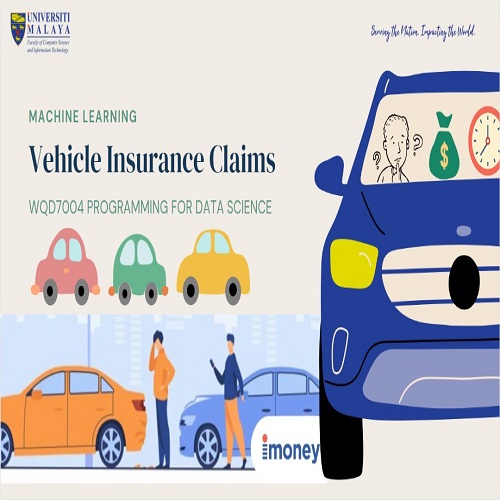 UNIVERSITI
MALAYA
Faculty of Computer Science
and Information Technology
Serving the Nation. Impacting the World.
MACHINE LEARNING
Vehicle Insurance Claims
WQD7004 PROGRAMMING FOR DATA SCIENCE
? ?
$
imoney